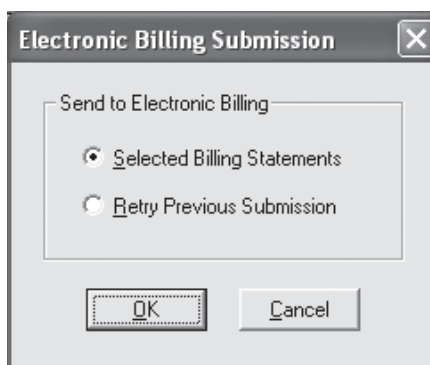 Electronic Billing Submission
Send to Electronic Billing
Selected Billing Statements
Retry Previous Submission
OK
Cancel